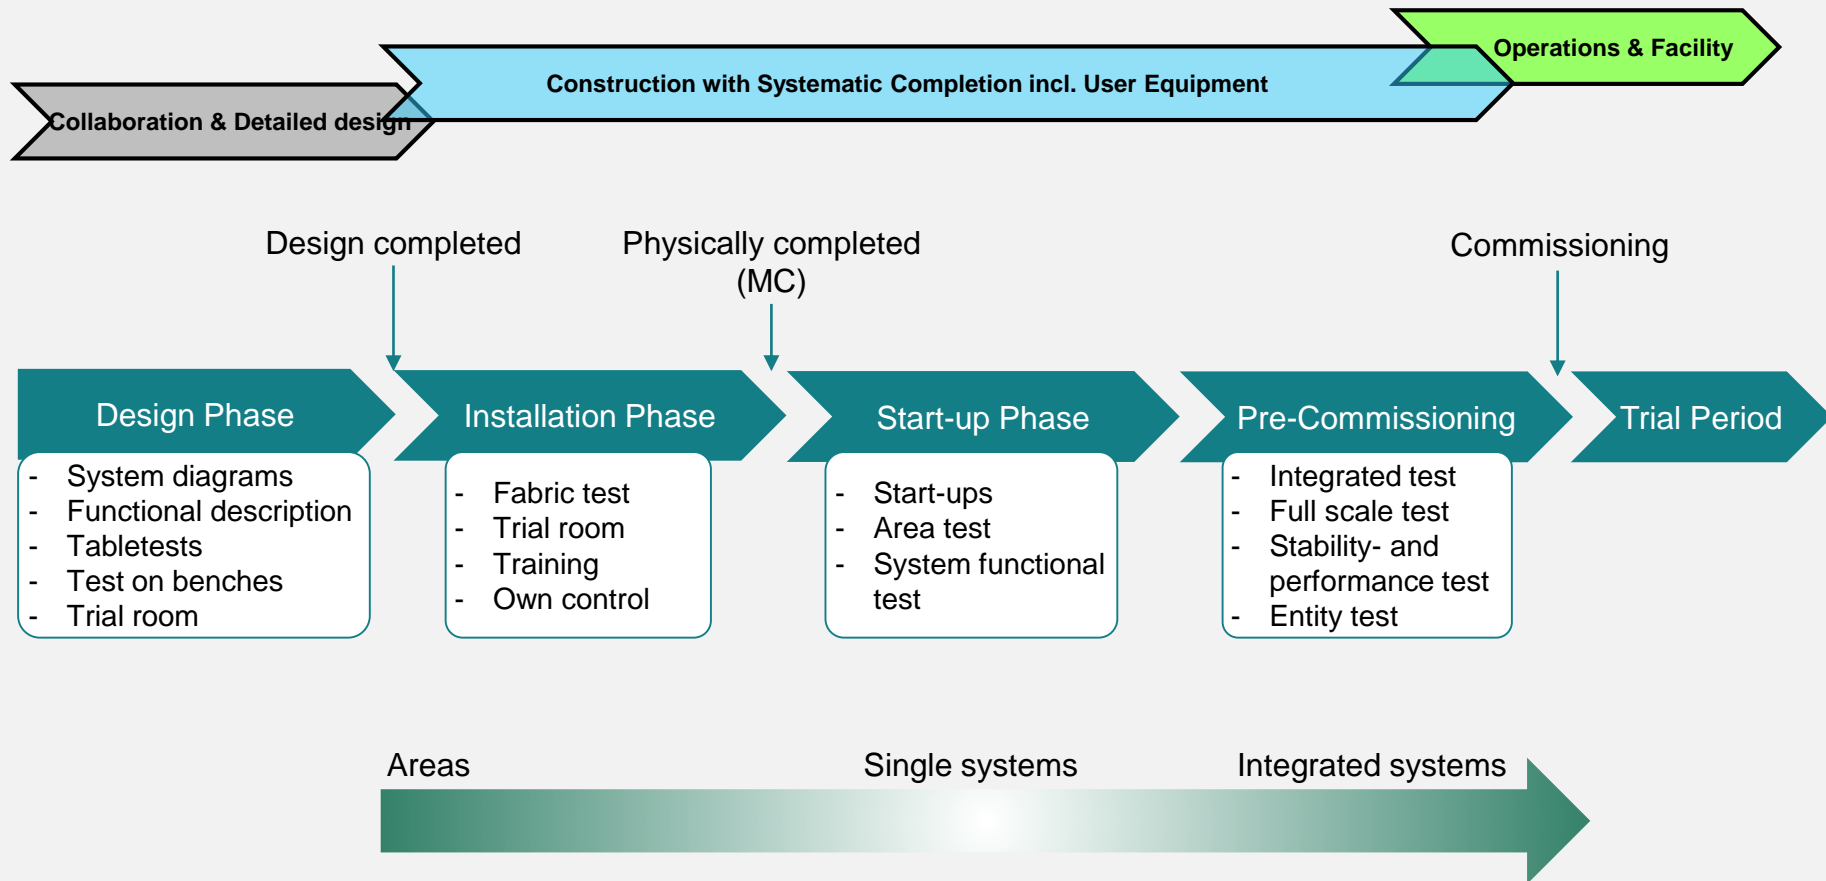 Operations & Facility
Construction with Systematic Completion incl. User Equipment
Collaboration & Detailed design
Design completed
Physically completed
(MC)
Commissioning
Design Phase
Installation Phase
Start-up Phase
Pre-Commissioning
Trial Period
- System diagrams
- Functional description
- Tabletests
- Test on benches
- Trial room
- Fabric test
- Trial room
- Training
- Own control
- Start-ups
- Area test
- System functional
test
- Integrated test
- Full scale test
- Stability- and
performance test
- Entity test
Areas
Single systems
Integrated systems